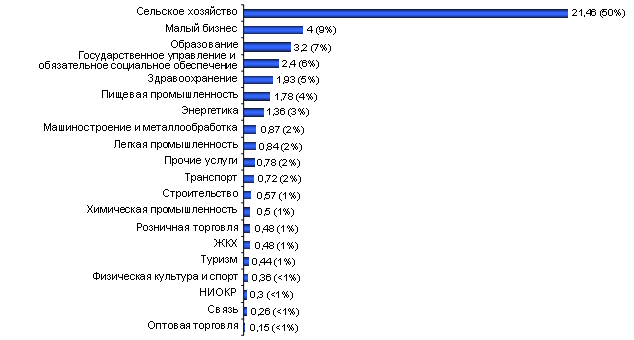 Сельское хозяйство 21,46 (50%)
Малый бизнес 4 (9%)
Образование 3,2 (7%)
Государственное управление и
обязательное социальное обеспечение 2,4 (6%)
Здравоохранение 1,93 (5%)
Пищевая промышленность 1,78 (4%)
Энергетика 1,36 (3%)
Машиностроение и металлообработка 0,87 (2%)
Легкая промышленность 0,84 (2%)
Прочие услуги 0,78 (2%)
Транспорт 0,72 (2%)
Строительство 0,57 (1%)
Химическая промышленность 0,5 (1%)
Розничная торговля 0,48 (1%)
ЖКХ 0,48 (1%)
Туризм 0,44 (1%)
Физическая культура и спорт 0,36 (<1%)
НИОКР 0,3 (<1%)
Связь 0,26 (<1%)
Оптовая торговля 0,15 (<1%)